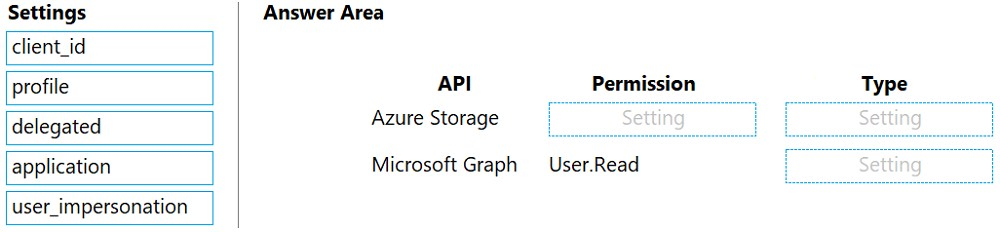 Settings
client_id
profile
delegated
application
user_impersonation
Answer Area
API Permission Type
Azure Storage Setting Setting
Microsoft Graph User.Read Setting